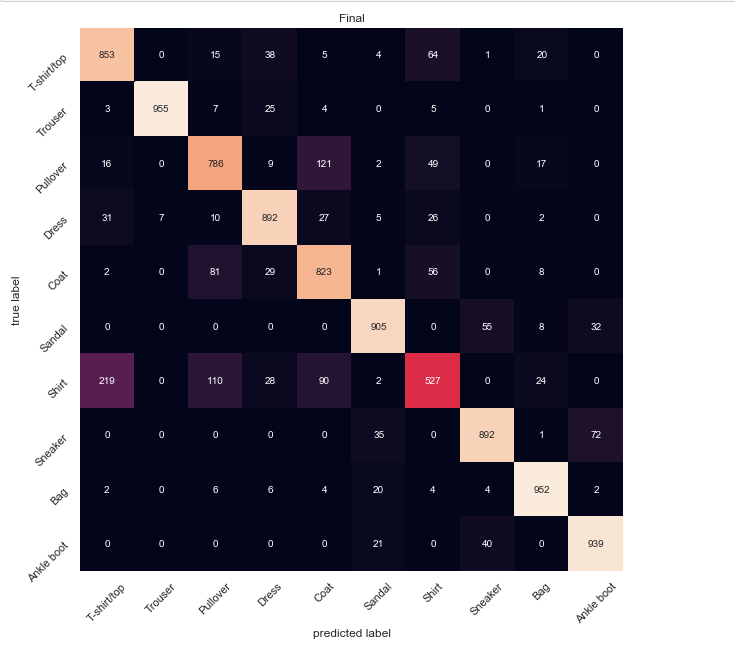 Final
T-shirt/top 853 0 15 38 5 4 64 1 20 0
Trouser 3 955 7 25 4 0 5 0 1 0
Pullover 16 0 786 9 121 2 49 0 17 0
Dress 31 7 10 892 27 5 26 0 2 0
Coat 2 0 81 29 823 1 56 0 8 0
Sandal 0 0 0 0 0 905 0 55 8 32
Shirt 219 0 110 28 90 2 527 0 24 0
Sneaker 0 0 0 0 0 35 0 892 1 72
Bag 2 0 6 6 4 20 4 4 952 2
Ankle boot 0 0 0 0 0 21 0 40 0 939
true label
T-shirt/top Trouser Pullover Dress Coat Sandal Shirt Sneaker Bag Ankle boot
predicted label